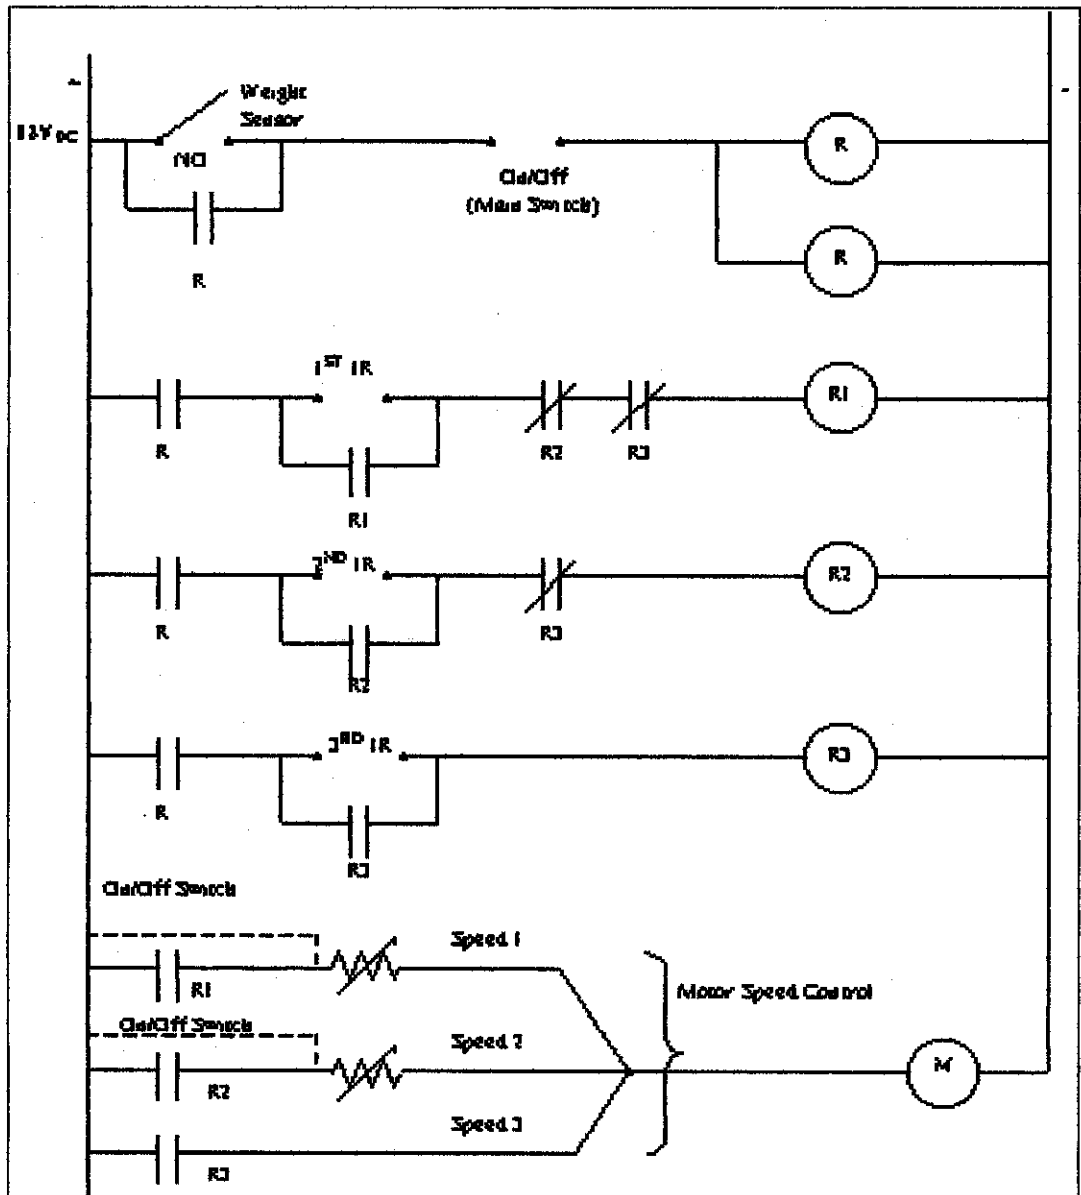 Weight
Sensor
12V DC
NO
On/Off
(Main Switch)
R
R
R
1ST IR
R1
R
R2
R3
R1
2ND IR
R2
R
R3
R2
3RD IR
R3
R
R3
On/Off Switch
Speed 1
R1
Motor Speed Control
On/Off Switch
Speed 2
M
R2
Speed 3
R3